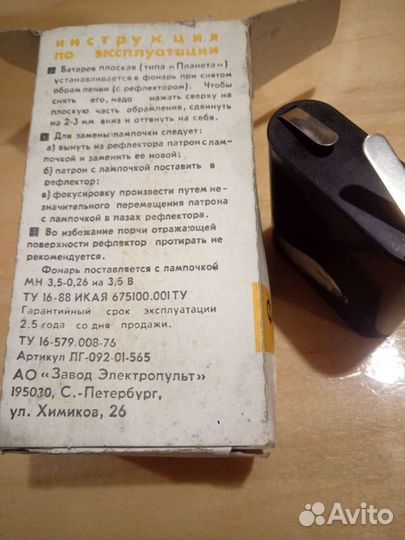 инструкция
по эксплуатации
Батарея плоская (типа «Планета»)
устанавливается в фонарь при снятом
обрамлении (с рефлектором). Чтобы
снять его, надо нажать сверху на
плоскую часть обрамления, сдвинуть
на 2-3 мм вниз и оттянуть на себя.
Для замены лампочки следует:
а) вынуть из рефлектора патрон с лам-
почкой и заменить ее новой;
б) патрон с лампочкой поставить в
рефлектор;
в) фокусировку произвести путем не-
значительного перемещения патрона
с лампочкой в пазах рефлектора.
Во избежание порчи отражающей
поверхности рефлектор протирать не
рекомендуется.
Фонарь поставляется с лампочкой
МН 3,5-0,26 на 3,5 В
ТУ 16-88 ИКАЯ 675100.001 ТУ
Гарантийный срок эксплуатации
2,5 года со дня продажи.
ТУ 16-579.008-76
Артикул ЛГ-092-01-565
АО «Завод Электропульт»
195030, С.-Петербург,
ул. Химиков, 26
Avito